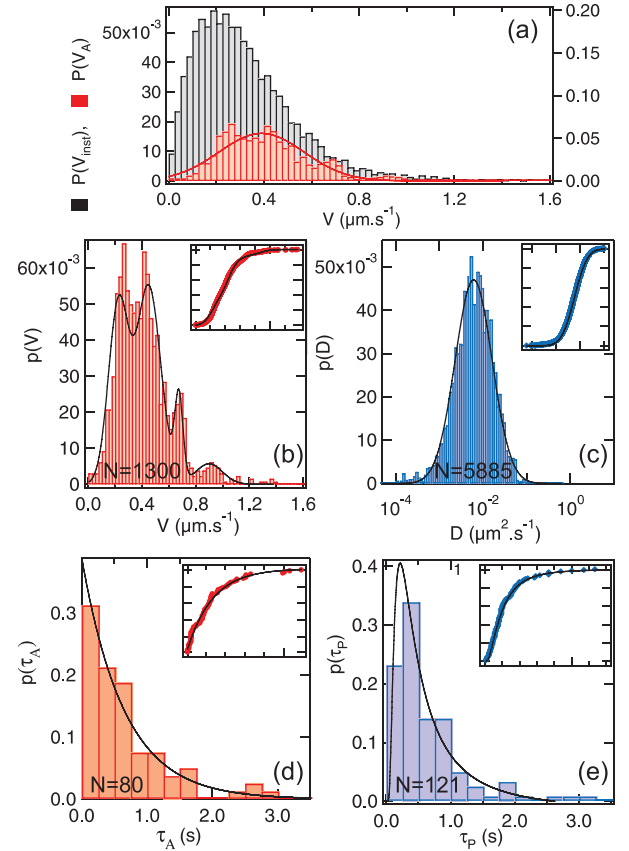 P(V_inst), P(V_A)
(a)
50x10⁻³
40
30
20
10
0
0.20
0.15
0.10
0.05
0.00
0.0 0.4 0.8 1.2 1.6
V (µm.s⁻¹)
p(V)
60x10⁻³
50
40
30
20
10
0
(b)
N=1300
0.0 0.4 0.8 1.2 1.6
V (µm.s⁻¹)
p(D)
50x10⁻³
40
30
20
10
0
(c)
N=5885
10⁻⁴ 10⁻² 10⁰
D (µm².s⁻¹)
p(τ_A)
0.3
0.2
0.1
0.0
(d)
N=80
0.0 1.0 2.0 3.0
τ_A (s)
p(τ_P)
0.4
0.3
0.2
0.1
0.0
1
(e)
N=121
0.0 1.0 2.0 3.0
τ_P (s)